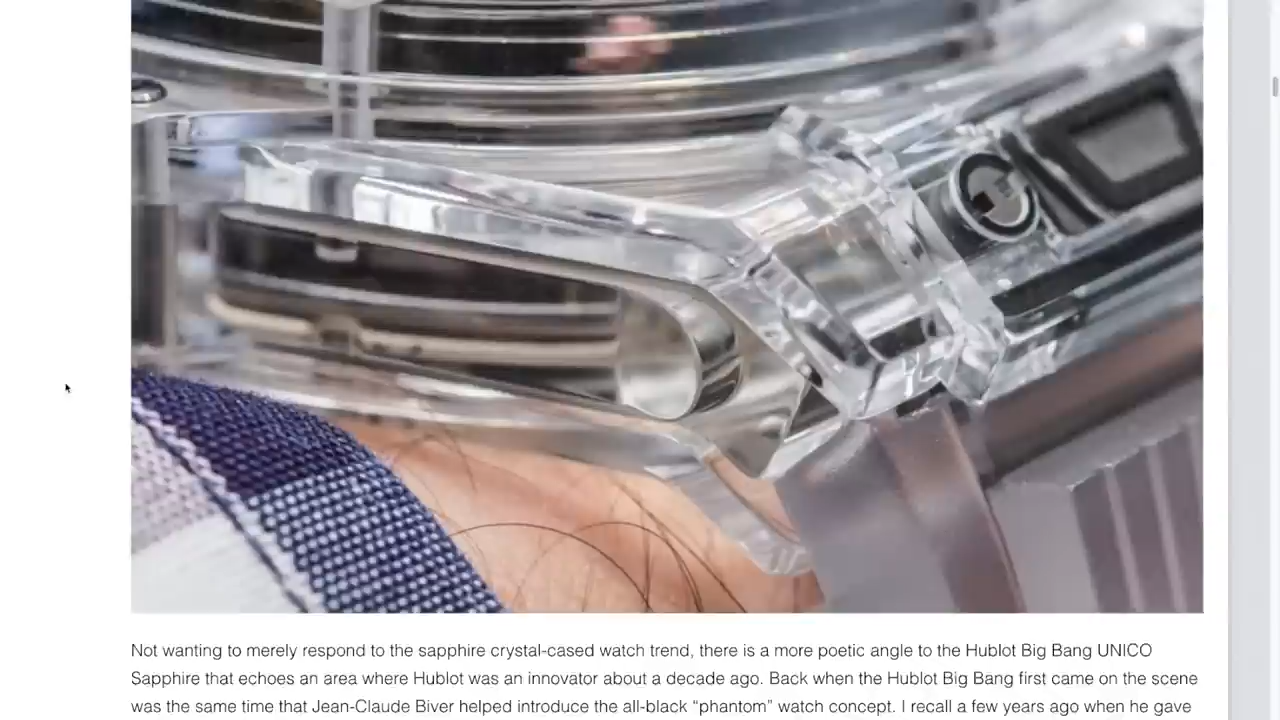 Not wanting to merely respond to the sapphire crystal-cased watch trend, there is a more poetic angle to the Hublot Big Bang UNICO
Sapphire that echoes an area where Hublot was an innovator about a decade ago. Back when the Hublot Big Bang first came on the scene
was the same time that Jean-Claude Biver helped introduce the all-black “phantom” watch concept. I recall a few years ago when he gave